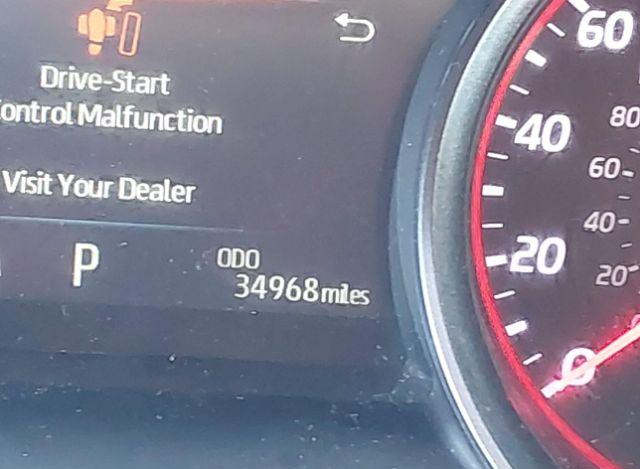 Drive-Start
ontrol Malfunction
Visit Your Dealer
P
ODO
34968 miles
60
40
20
0
80
60
40
20